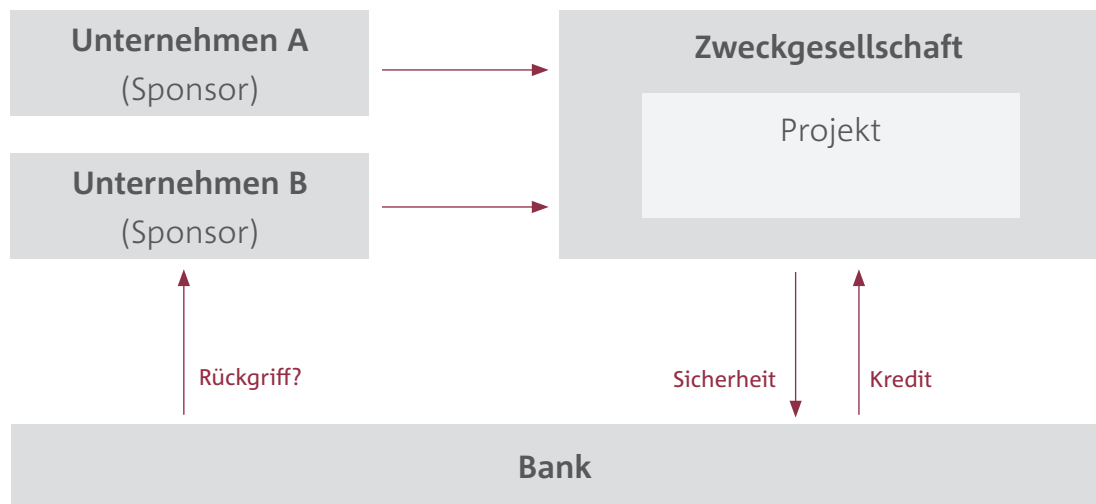 Unternehmen A
(Sponsor)
Zweckgesellschaft
Projekt
Unternehmen B
(Sponsor)
Rückgriff?
Sicherheit
Kredit
Bank